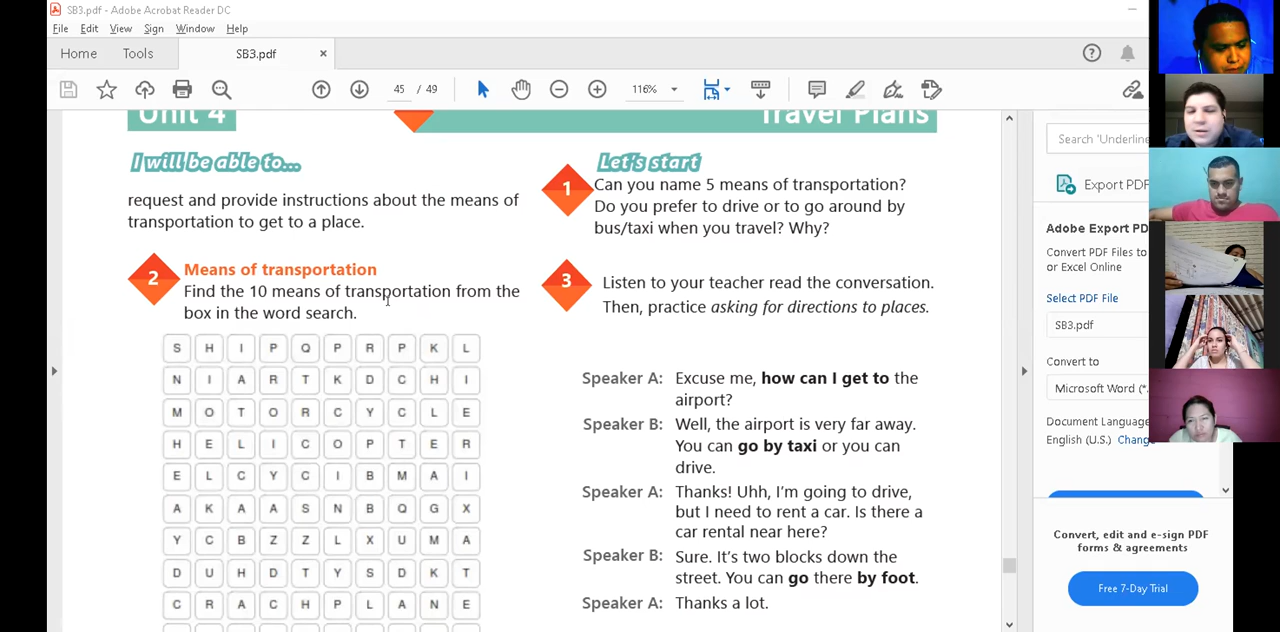 SB3.pdf - Adobe Acrobat Reader DC
File Edit View Sign Window Help
Home Tools SB3.pdf ×
45 / 49 116%
Unit 4 Travel Plans
I will be able to...
request and provide instructions about the means of
transportation to get to a place.
2 Means of transportation
Find the 10 means of transportation from the
box in the word search.
S H I P Q P R P K L
N I A R T K D C H I
M O T O R C Y C L E
H E L I C O P T E R
E L C Y C I B M A I
A K A A S N B Q G X
Y C B Z Z L X U M A
D U H D T Y S D K T
C R A C H P L A N E
Let's start
1 Can you name 5 means of transportation?
Do you prefer to drive or to go around by
bus/taxi when you travel? Why?
3 Listen to your teacher read the conversation.
Then, practice asking for directions to places.
Speaker A: Excuse me, how can I get to the
airport?
Speaker B: Well, the airport is very far away.
You can go by taxi or you can
drive.
Speaker A: Thanks! Uhh, I'm going to drive,
but I need to rent a car. Is there a
car rental near here?
Speaker B: Sure. It's two blocks down the
street. You can go there by foot.
Speaker A: Thanks a lot.
Search 'Underline
Export PDF
Adobe Export PD
Convert PDF Files to
or Excel Online
Select PDF File
SB3.pdf
Convert to
Microsoft Word (*.
Document Language
English (U.S.) Change
Convert, edit and e-sign PDF
forms & agreements
Free 7-Day Trial